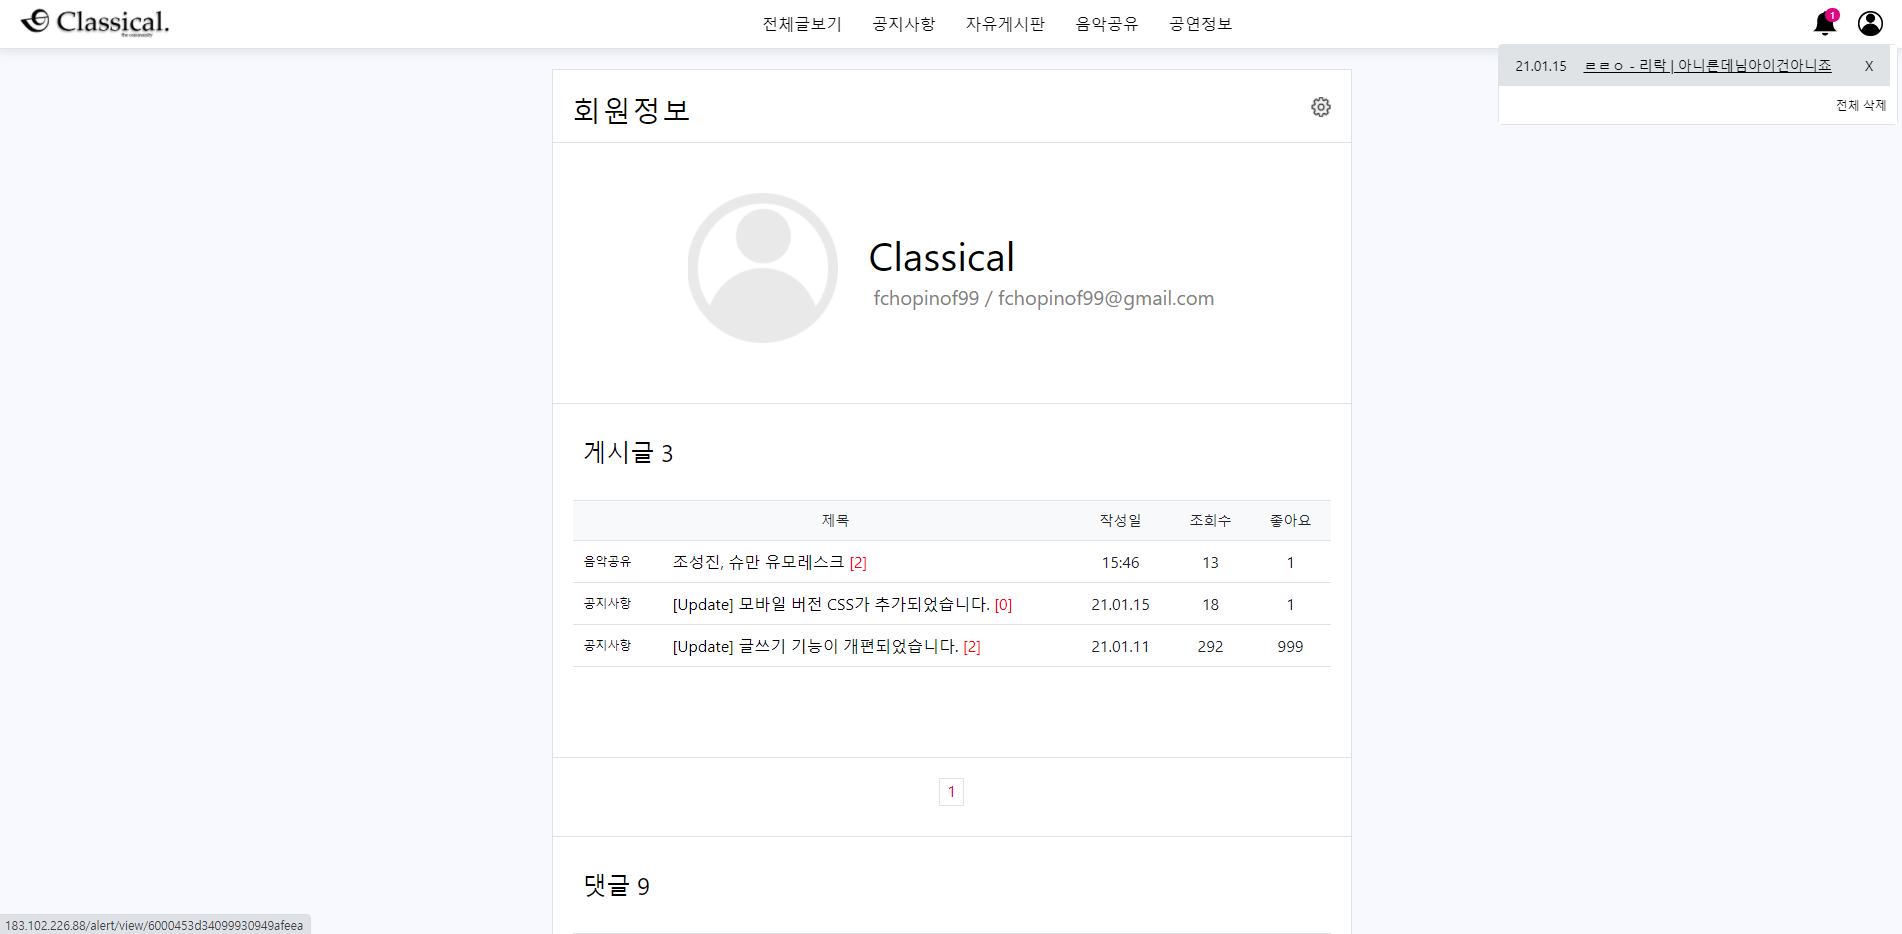 Classical.
the community
전체글보기 공지사항 자유게시판 음악공유 공연정보
1
21.01.15 ㄹㄹㅇ - 리락 | 아니른데님아이건아니죠 X
전체 삭제
회원정보
Classical
fchopinof99 / fchopinof99@gmail.com
게시글 3
제목 작성일 조회수 좋아요
음악공유 조성진, 슈만 유모레스크 [2] 15:46 13 1
공지사항 [Update] 모바일 버전 CSS가 추가되었습니다. [0] 21.01.15 18 1
공지사항 [Update] 글쓰기 기능이 개편되었습니다. [2] 21.01.11 292 999
1
댓글 9
183.102.226.88/alert/view/6000453d34099930949afeea